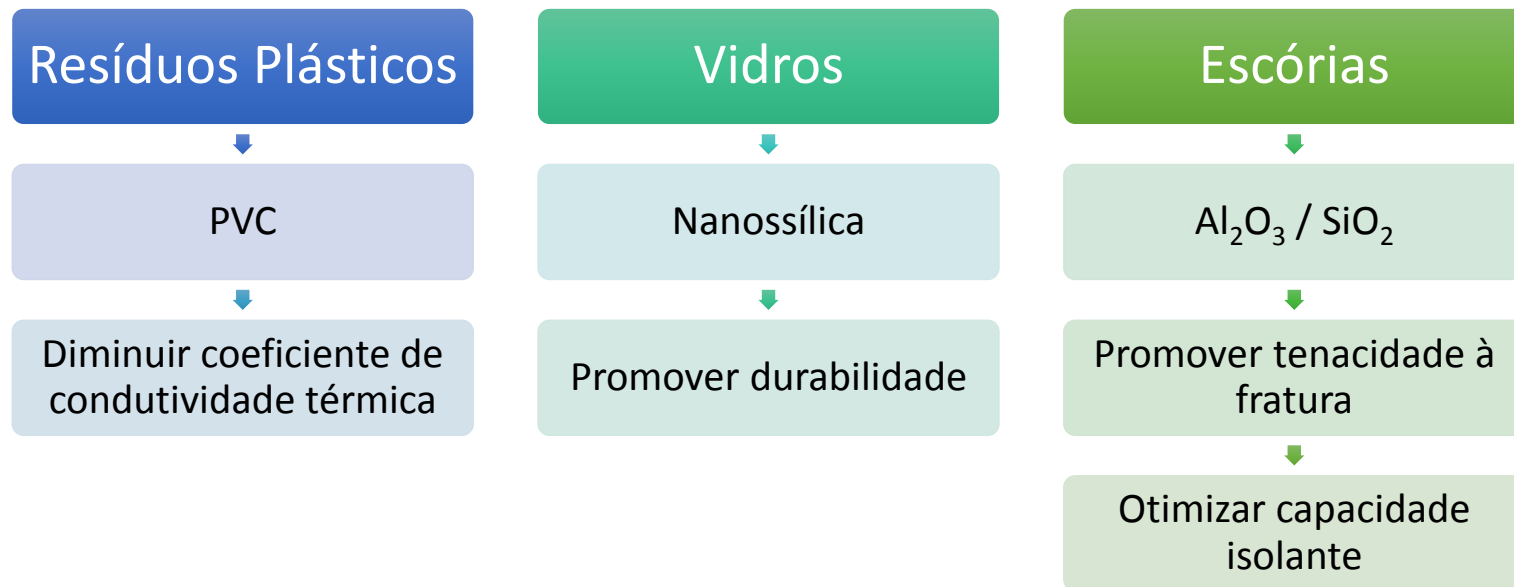 Resíduos Plásticos
PVC
Diminuir coeficiente de
condutividade térmica
Vidros
Nanossílica
Promover durabilidade
Escórias
Al₂O₃ / SiO₂
Promover tenacidade à
fratura
Otimizar capacidade
isolante